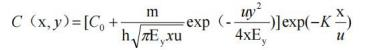 C (x, y) = [C₀ + m / (h√(πE_y xu)) exp (- uy² / 4xE_y)] exp(-K x/u)